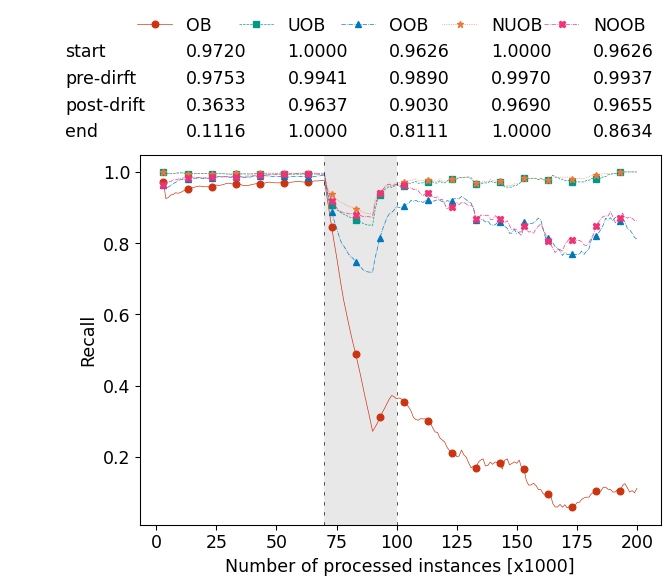 OB UOB OOB NUOB NOOB
start 0.9720 1.0000 0.9626 1.0000 0.9626
pre-dirft 0.9753 0.9941 0.9890 0.9970 0.9937
post-drift 0.3633 0.9637 0.9030 0.9690 0.9655
end 0.1116 1.0000 0.8111 1.0000 0.8634
1.0
0.8
0.6
0.4
0.2
Recall
0 25 50 75 100 125 150 175 200
Number of processed instances [x1000]